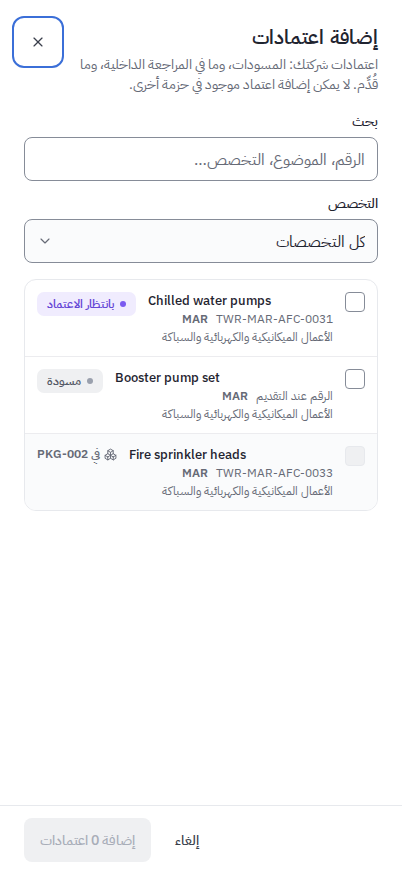 إضافة اعتمادات
اعتمادات شركتك: المسودات، وما في المراجعة الداخلية، وما
قُدِّم. لا يمكن إضافة اعتماد موجود في حزمة أخرى.
بحث
الرقم، الموضوع، التخصص...
التخصص
كل التخصصات
Chilled water pumps بانتظار الاعتماد
MAR TWR-MAR-AFC-0031
الأعمال الميكانيكية والكهربائية والسباكة
Booster pump set مسودة
الرقم عند التقديم MAR
الأعمال الميكانيكية والكهربائية والسباكة
Fire sprinkler heads في PKG-002
MAR TWR-MAR-AFC-0033
الأعمال الميكانيكية والكهربائية والسباكة
إلغاء
إضافة 0 اعتمادات